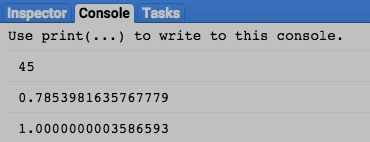 Inspector Console Tasks
Use print(...) to write to this console.
45
0.7853981635767779
1.0000000003586593